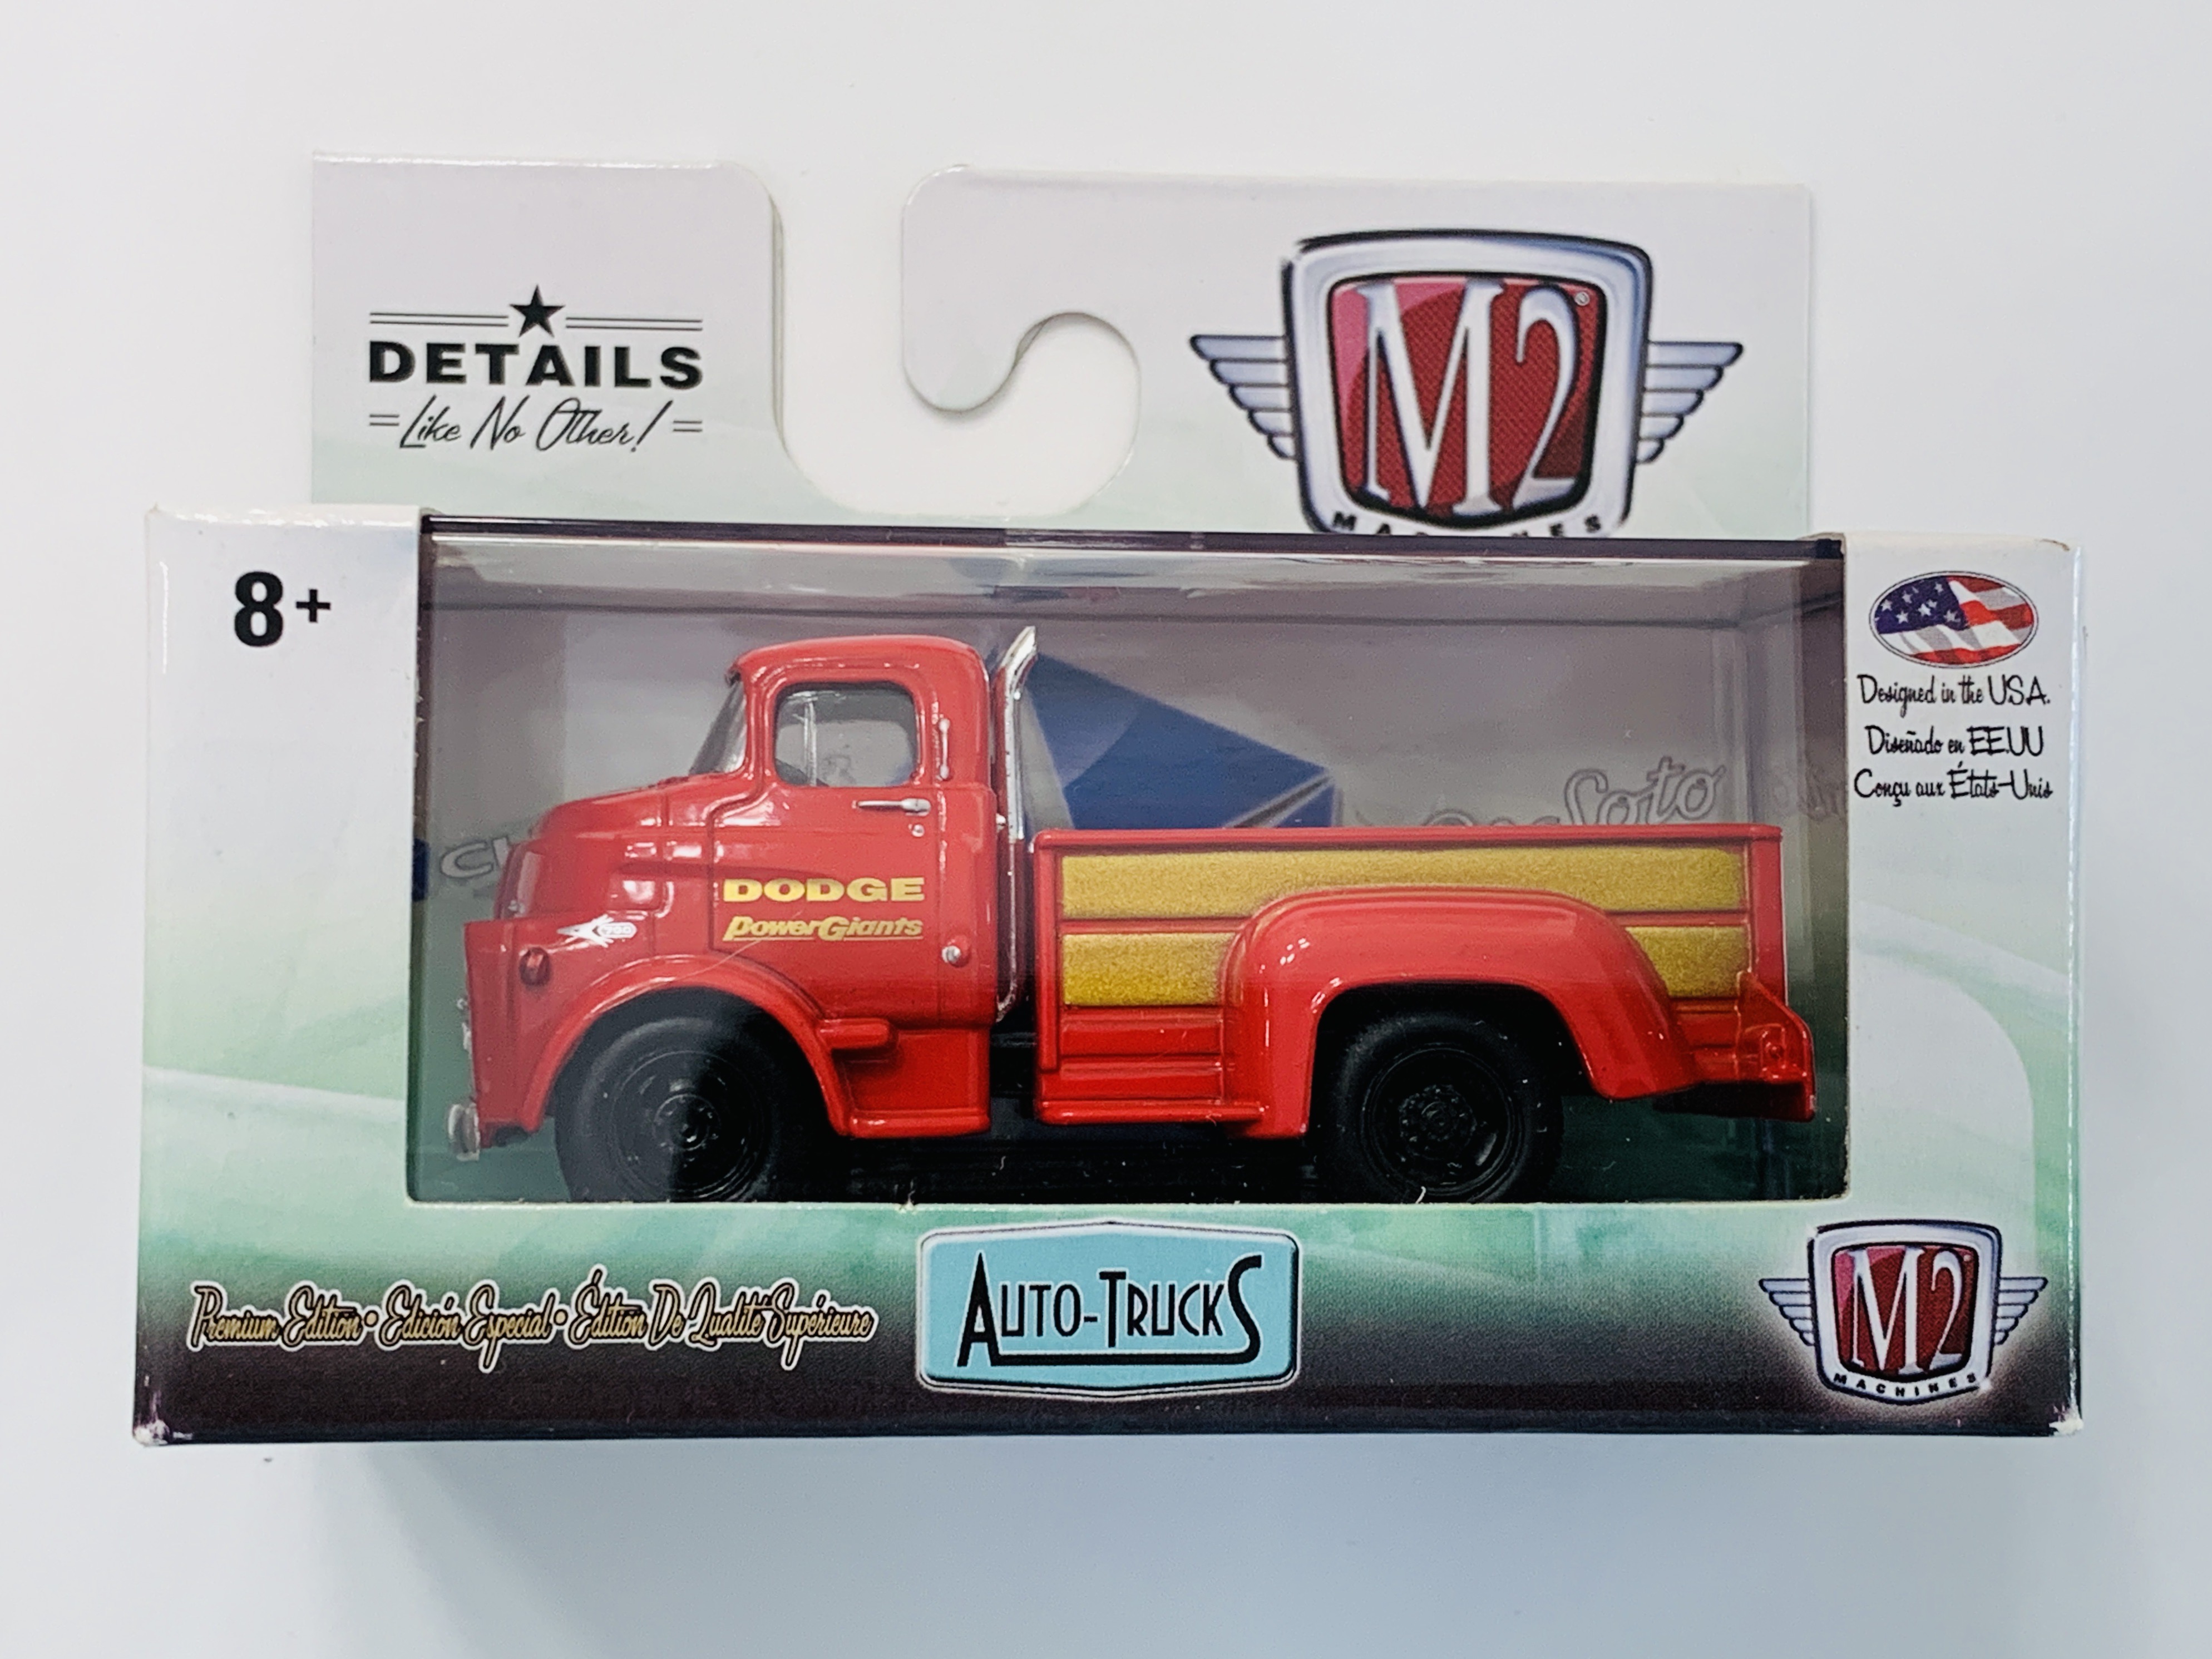 DETAILS
Like No Other!
M2®
MACHINES
8+
Designed in the U.S.A.
Diseñado en EE.UU
Conçu aux États-Unis
DODGE
PowerGiants
700
Premium Edition • Edición Especial • Édition De Qualité Supérieure
AUTO-TRUCKS
M2
MACHINES